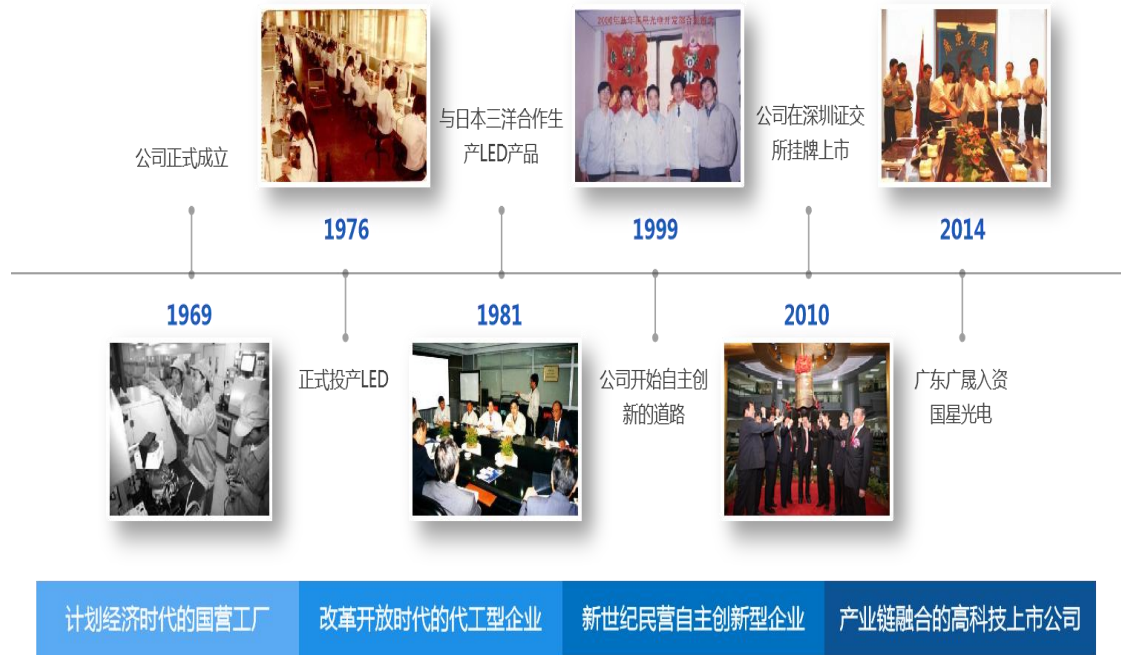 公司正式成立
1969
1976
正式投产LED
与日本三洋合作生
产LED产品
1981
1999
公司开始自主创
新的道路
公司在深圳证交
所挂牌上市
2010
2014
广东广晟入资
国星光电
计划经济时代的国营工厂
改革开放时代的代工型企业
新世纪民营自主创新型企业
产业链融合的高科技上市公司